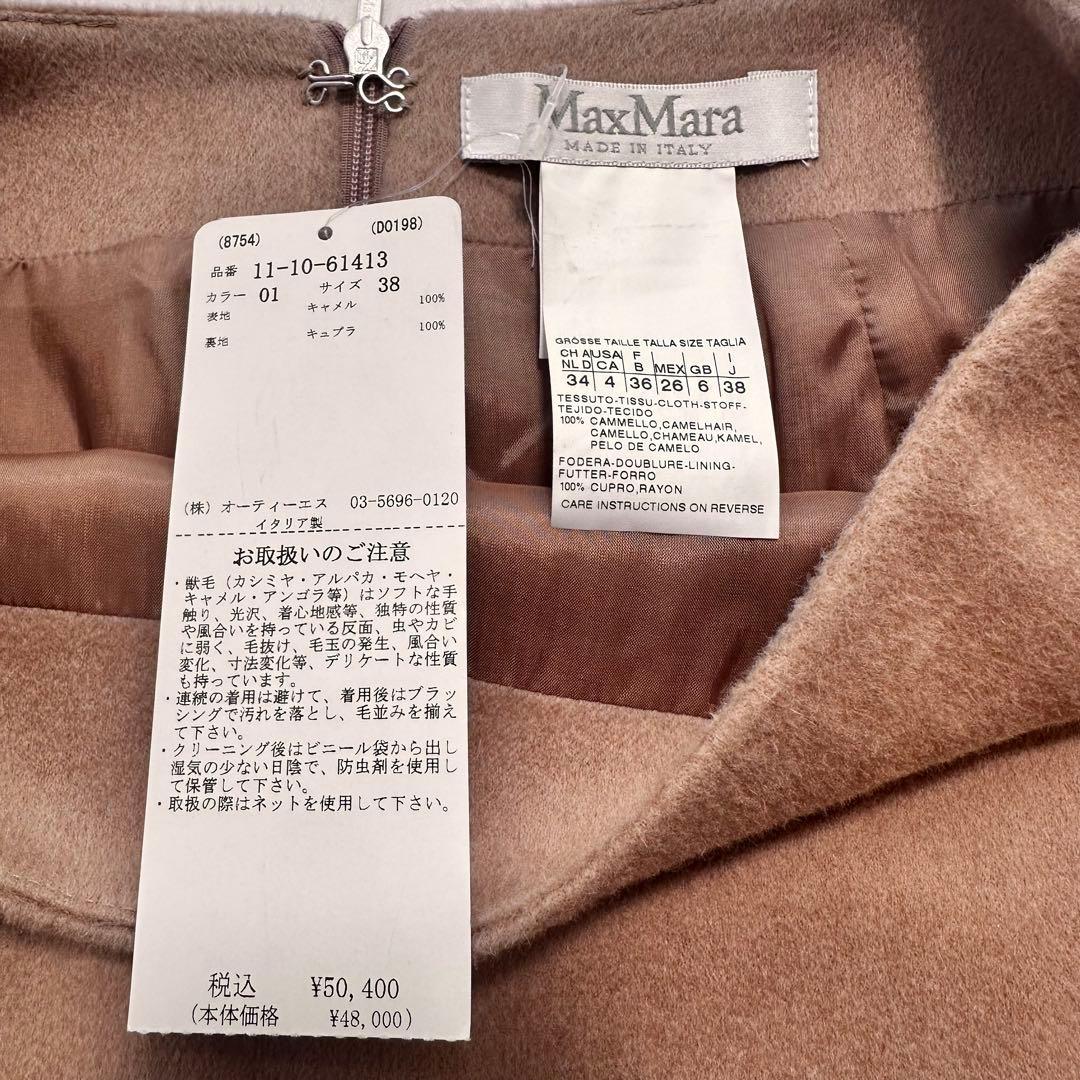 MaxMara
MADE IN ITALY
GRÖSSE TAILLE TALLA SIZE TAGLIA
CH A USA F I
NL D CA B MEX GB J
34 4 36 26 6 38
TESSUTO-TISSU-CLOTH-STOFF-
TEJIDO-TECIDO
100% CAMMELLO,CAMELHAIR,
CAMELLO,CHAMEAU,KAMEL,
PELO DE CAMELO
FODERA-DOUBLURE-LINING-
FUTTER-FORRO
100% CUPRO,RAYON
CARE INSTRUCTIONS ON REVERSE
(8754) (D0198)
品番 11-10-61413
カラー 01 サイズ 38
表地 キャメル 100%
裏地 キュプラ 100%
(株) オーティーエス 03-5696-0120
イタリア製
お取扱いのご注意
・獣毛（カシミヤ・アルパカ・モヘヤ・
キャメル・アンゴラ等）はソフトな手
触り、光沢、着心地感等、独特の性質
や風合いを持っている反面、虫やカビ
に弱く、毛抜け、毛玉の発生、風合い
変化、寸法変化等、デリケートな性質
も持っています。
・連続の着用は避けて、着用後はブラッ
シングで汚れを落とし、毛並みを揃え
て下さい。
・クリーニング後はビニール袋から出し
湿気の少ない日陰で、防虫剤を使用し
て保管して下さい。
・取扱の際はネットを使用して下さい。
税込 ¥50,400
(本体価格 ¥48,000)